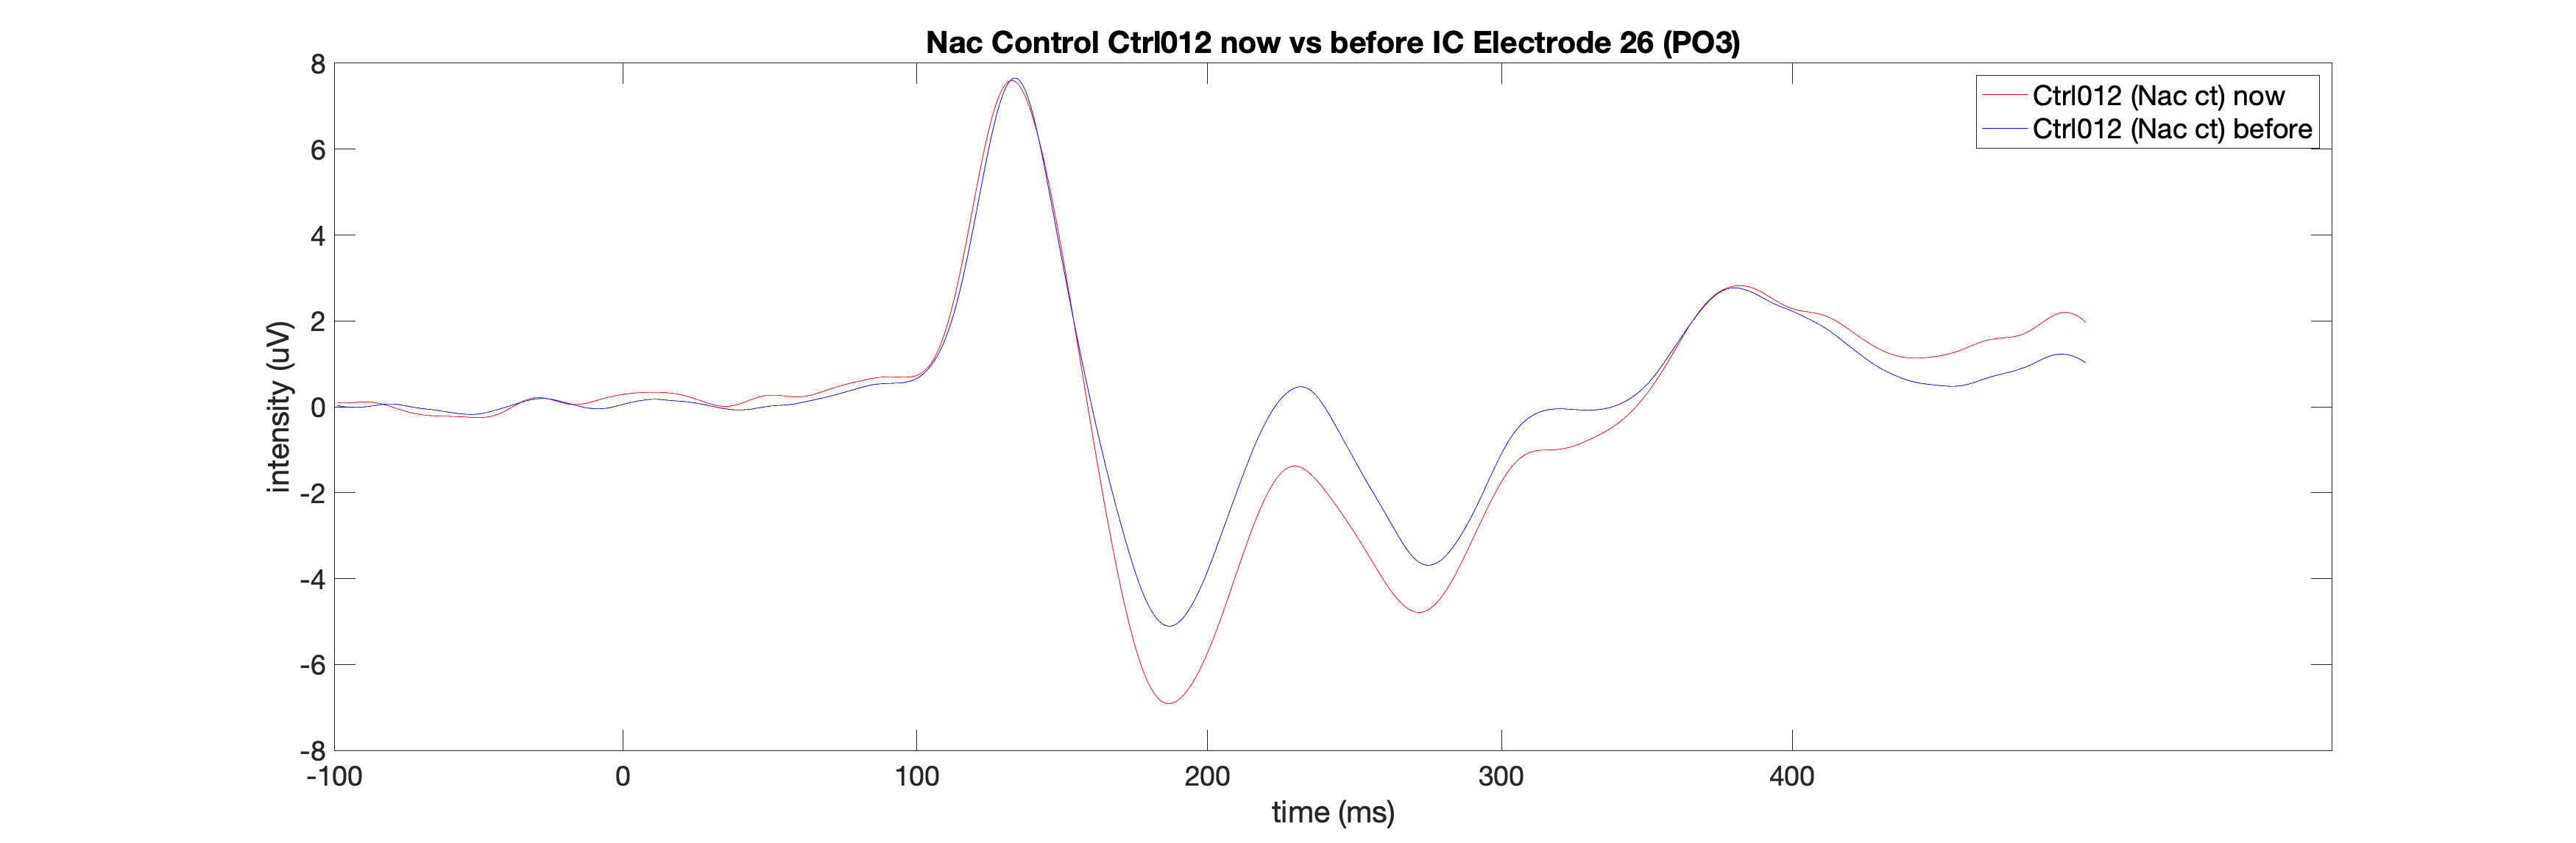 Nac Control Ctrl012 now vs before IC Electrode 26 (PO3)
Ctrl012 (Nac ct) now
Ctrl012 (Nac ct) before
intensity (uV)
8
6
4
2
0
-2
-4
-6
-8
-100 0 100 200 300 400
time (ms)